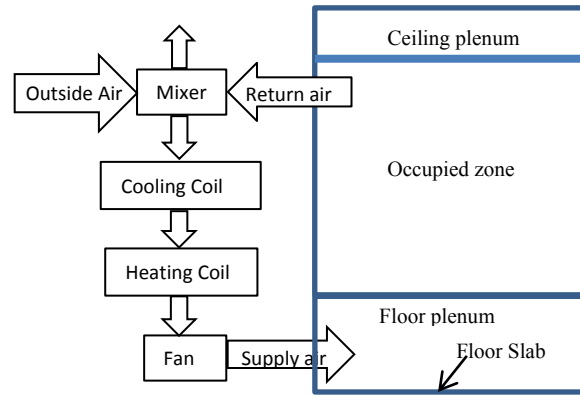 Ceiling plenum
Outside Air
Mixer
Return air
Cooling Coil
Occupied zone
Heating Coil
Floor plenum
Fan
Supply air
Floor Slab